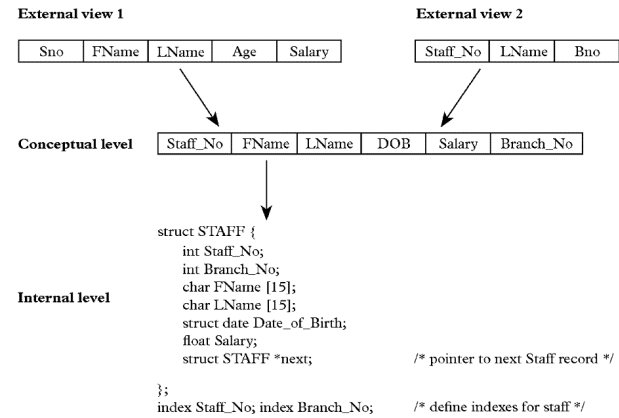 External view 1 External view 2
Sno FName LName Age Salary Staff_No LName Bno
Conceptual level Staff_No FName LName DOB Salary Branch_No
struct STAFF {
int Staff_No;
int Branch_No;
char FName [15];
Internal level char LName [15];
struct date Date_of_Birth;
float Salary;
struct STAFF *next; /* pointer to next Staff record */
};
index Staff_No; index Branch_No; /* define indexes for staff */